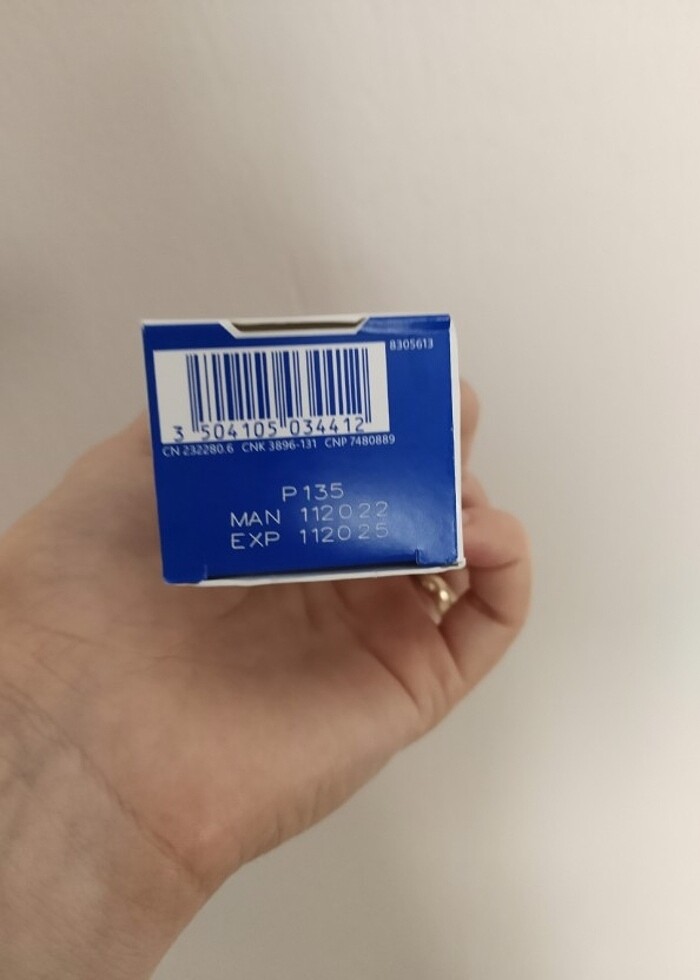 8305613
3 504105 034412
CN 232280.6 CNK 3896-131 CNP 7480889
P135
MAN 112022
EXP 112025